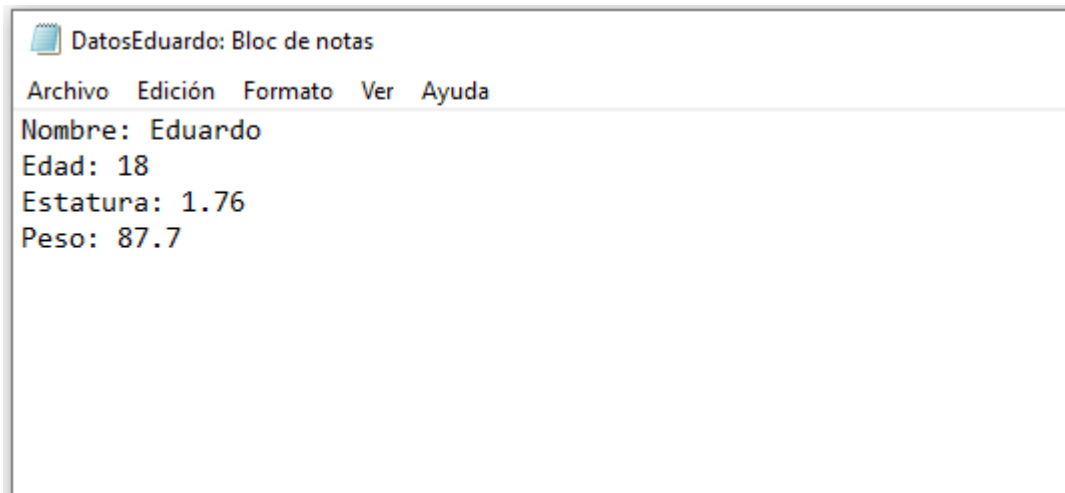 DatosEduardo: Bloc de notas
Archivo Edición Formato Ver Ayuda
Nombre: Eduardo
Edad: 18
Estatura: 1.76
Peso: 87.7